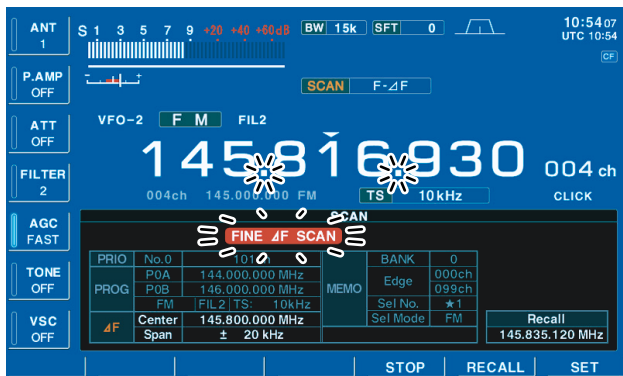 ANT
1
S 1 3 5 7 9 +20 +40 +60dB
BW 15k SFT 0
10:54 07
UTC 10:54
CF
P.AMP
OFF
SCAN F-⊿F
ATT
OFF
VFO-2 FM FIL2
145.816.930
004 ch
FILTER
2
004ch 145.000.000 FM
TS 10kHz
CLICK
AGC
FAST
SCAN
FINE ⊿F SCAN
PRIO No.0 101ch
PROG P0A 144.000.000 MHz
P0B 146.000.000 MHz
FM FIL2 TS: 10kHz
MEMO BANK 0
Edge 000ch
099ch
Sel No. ★1
Sel Mode FM
TONE
OFF
⊿F Center 145.800.000 MHz
Span ± 20 kHz
Recall
145.835.120 MHz
VSC
OFF
STOP RECALL SET